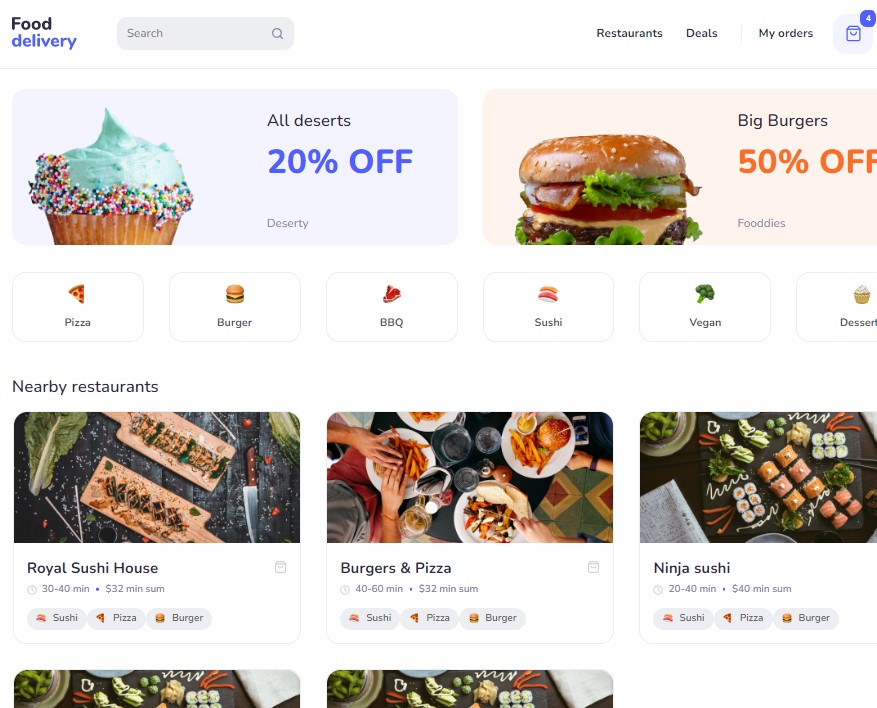 Food
delivery
Search
Restaurants
Deals
My orders
4
All deserts
20% OFF
Deserty
Big Burgers
50% OFF
Fooddies
Pizza
Burger
BBQ
Sushi
Vegan
Dessert
Nearby restaurants
Royal Sushi House
30-40 min • $32 min sum
Sushi
Pizza
Burger
Burgers & Pizza
40-60 min • $32 min sum
Sushi
Pizza
Burger
Ninja sushi
20-40 min • $40 min sum
Sushi
Pizza
Burger